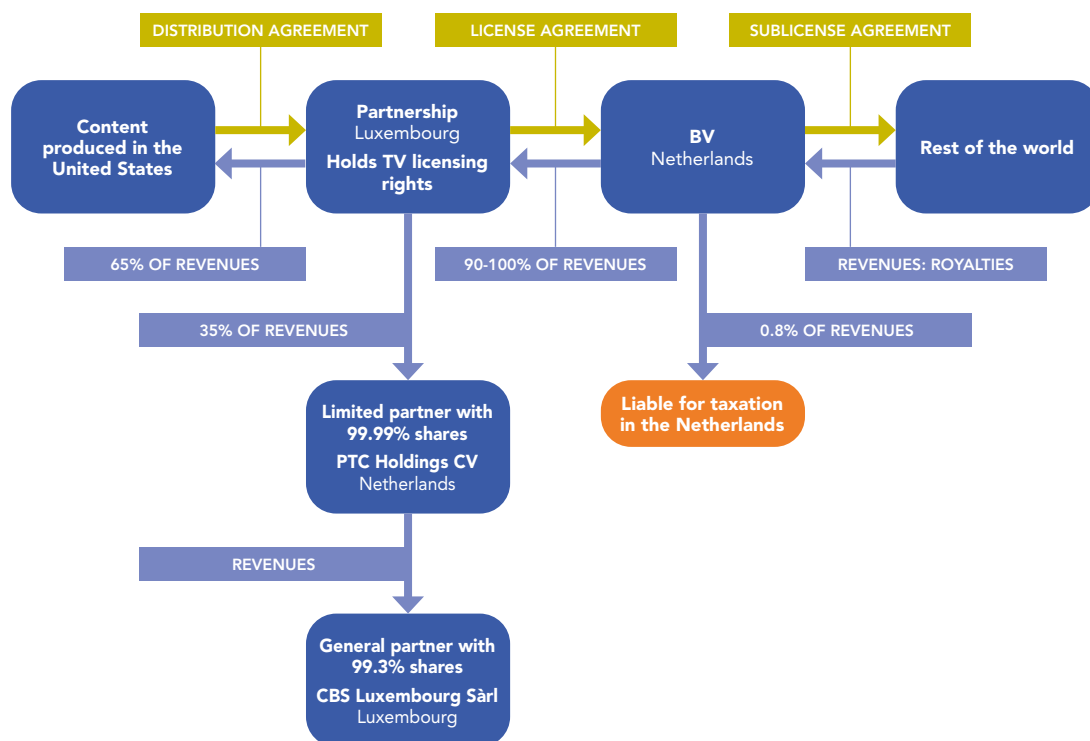 DISTRIBUTION AGREEMENT
LICENSE AGREEMENT
SUBLICENSE AGREEMENT
Content
produced in the
United States
Partnership
Luxembourg
Holds TV licensing
rights
BV
Netherlands
Rest of the world
65% OF REVENUES
90-100% OF REVENUES
REVENUES: ROYALTIES
35% OF REVENUES
0.8% OF REVENUES
Limited partner with
99.99% shares
PTC Holdings CV
Netherlands
Liable for taxation
in the Netherlands
REVENUES
General partner with
99.3% shares
CBS Luxembourg Sàrl
Luxembourg